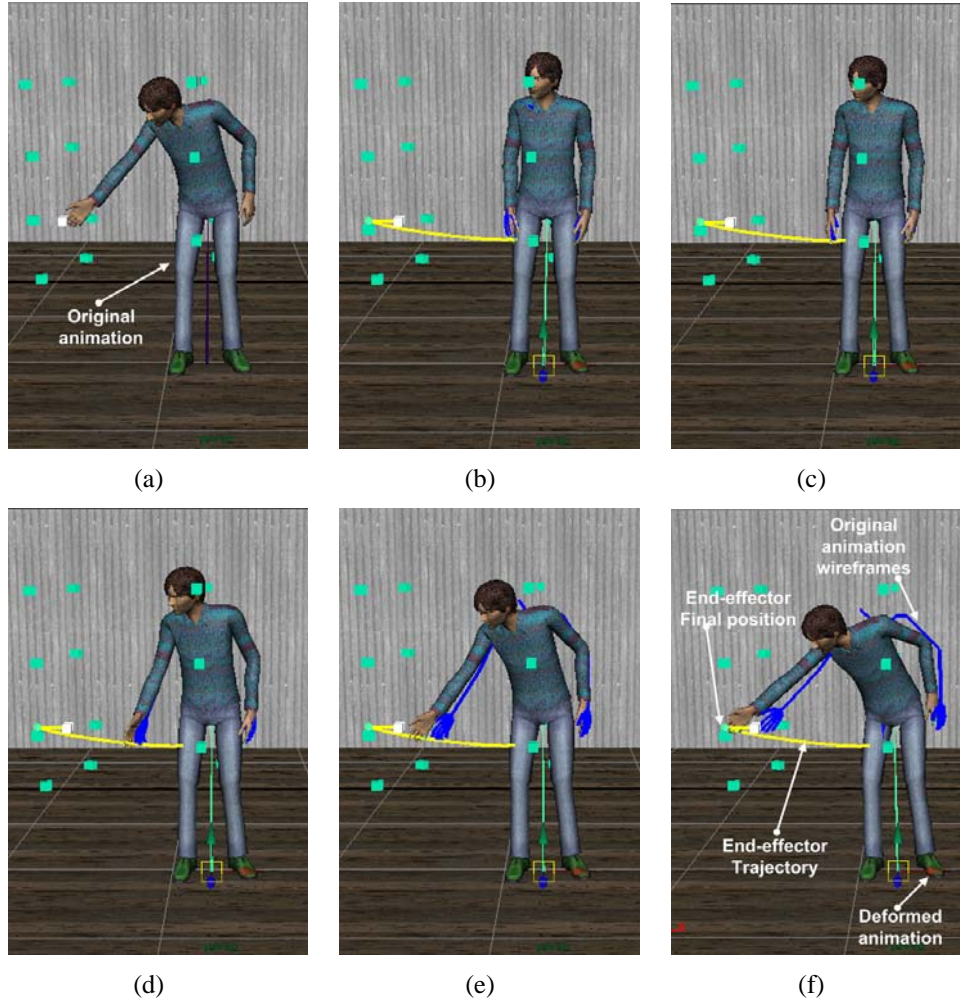 Original
animation
(a)
(b)
(c)
(d)
(e)
Original
animation
wireframes
End-effector
Final position
End-effector
Trajectory
Deformed
animation
(f)